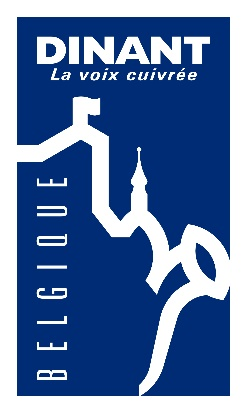 DINANT
La voix cuivrée
BELGIQUE